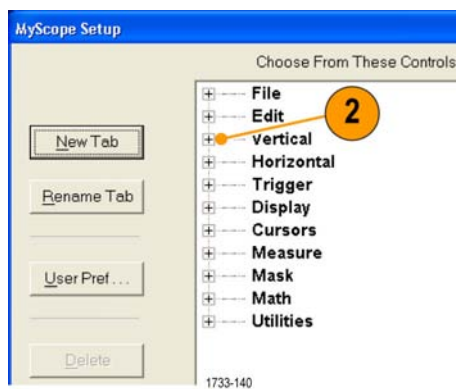 MyScope Setup
Choose From These Controls
File
Edit
2
Vertical
Horizontal
Trigger
Display
Cursors
Measure
Mask
Math
Utilities
New Tab
Rename Tab
User Pref...
Delete
1733-140